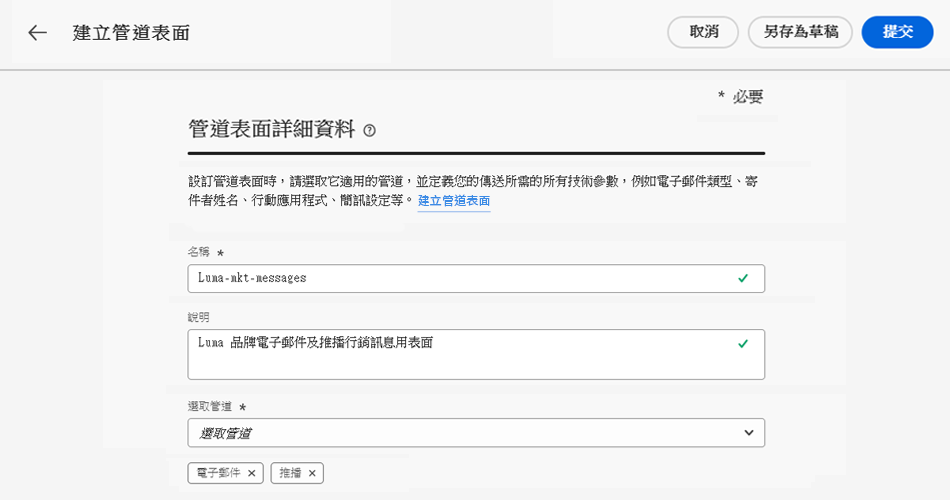 建立管道表面
取消
另存為草稿
提交
* 必要
管道表面詳細資料
設訂管道表面時，請選取它適用的管道，並定義您的傳送所需的所有技術參數，例如電子郵件類型、寄
件者姓名、行動應用程式、簡訊設定等。建立管道表面
名稱 *
Luma-mkt-messages
說明
Luma 品牌電子郵件及推播行銷訊息用表面
選取管道 *
選取管道
電子郵件
推播